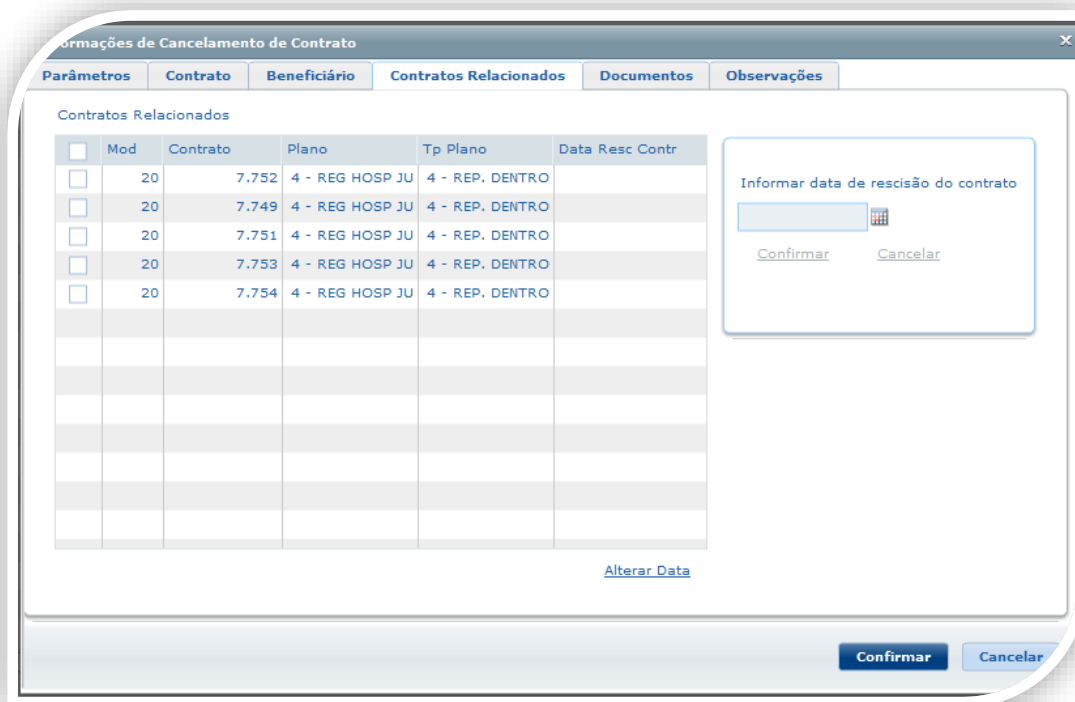 ormações de Cancelamento de Contrato x
Parâmetros Contrato Beneficiário Contratos Relacionados Documentos Observações
Contratos Relacionados
Mod Contrato Plano Tp Plano Data Resc Contr
20 7.752 4 - REG HOSP JU 4 - REP. DENTRO
20 7.749 4 - REG HOSP JU 4 - REP. DENTRO
20 7.751 4 - REG HOSP JU 4 - REP. DENTRO
20 7.753 4 - REG HOSP JU 4 - REP. DENTRO
20 7.754 4 - REG HOSP JU 4 - REP. DENTRO
Informar data de rescisão do contrato
Confirmar Cancelar
Alterar Data
Confirmar Cancelar